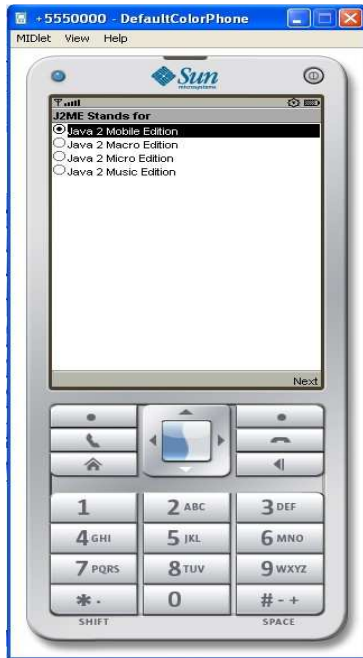 +5550000 - DefaultColorPhone
MIDlet View Help
Sun
microsystems
J2ME Stands for
Java 2 Mobile Edition
Java 2 Macro Edition
Java 2 Micro Edition
Java 2 Music Edition
Next
1 2 ABC 3 DEF
4 GHI 5 JKL 6 MNO
7 PQRS 8 TUV 9 WXYZ
* . 0 # - +
SHIFT SPACE